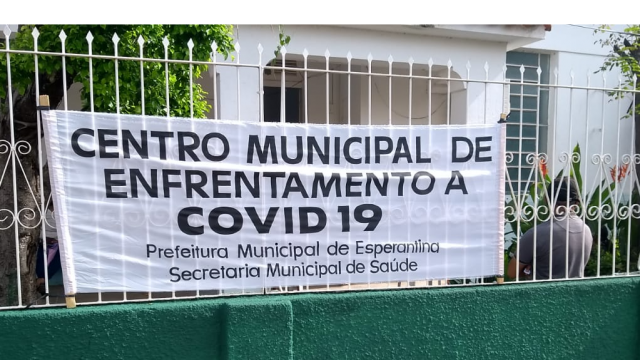 CENTRO MUNICIPAL DE
ENFRENTAMENTO A
COVID 19
Prefeitura Municipal de Esperantina
Secretaria Municipal de Saúde